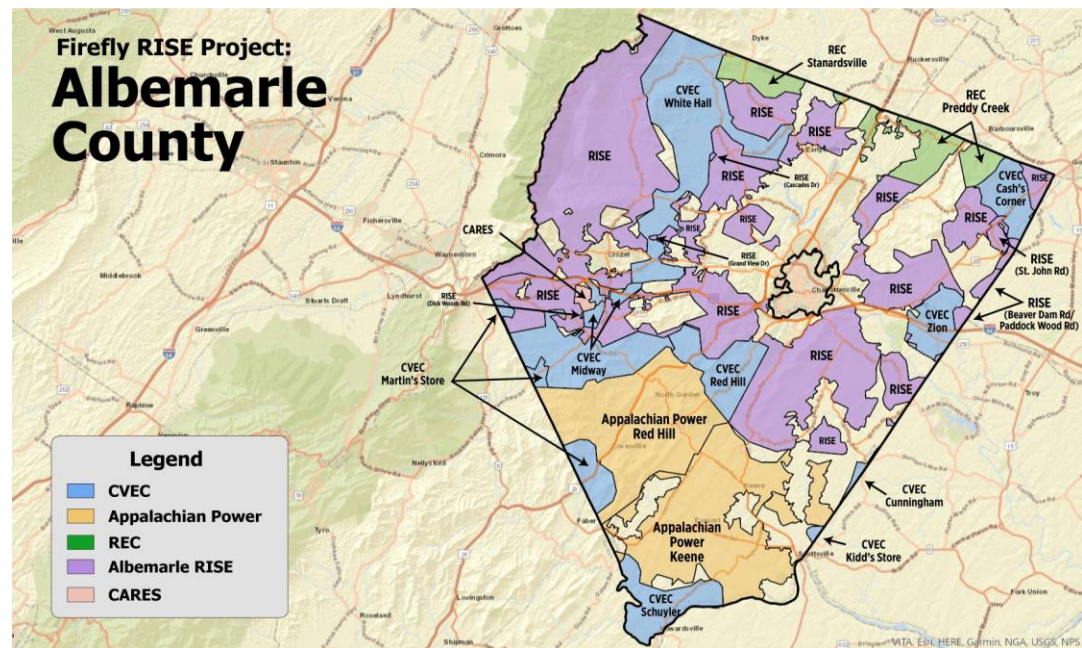 Firefly RISE Project:
Albemarle
County
West Augusta
Churchville
Verona
Staunton
Fishersville
Waynesboro
Lyndhurst
Crimora
Grottoes
Dyke
Ruckersville
Barboursville
Middlebrook
Stuarts Draft
Greenville
Raphine
Nellysford
Tyro
Lovingston
Roseland
Shipman
Faber
Howardsville
Scottsville
Fork Union
Troy
Crozet
Charlottesville
North Garden
Covesville
Keene
Esmont
REC
Stanardsville
REC
Preddy Creek
CVEC
White Hall
CVEC
Cash's
Corner
RISE
RISE
RISE
RISE
RISE
(Cascades Dr)
RISE
RISE
RISE
RISE
RISE
(St. John Rd)
RISE
RISE
(Grand View Dr)
CARES
RISE
(Dick Woods Rd)
RISE
RISE
RISE
(Beaver Dam Rd/
Paddock Wood Rd)
CVEC
Zion
CVEC
Midway
CVEC
Martin's Store
CVEC
Red Hill
RISE
RISE
RISE
Appalachian Power
Red Hill
Appalachian
Power
Keene
CVEC
Cunningham
CVEC
Kidd's Store
CVEC
Schuyler
Legend
CVEC
Appalachian Power
REC
Albemarle RISE
CARES
VITA, Esri, HERE, Garmin, NGA, USGS, NPS